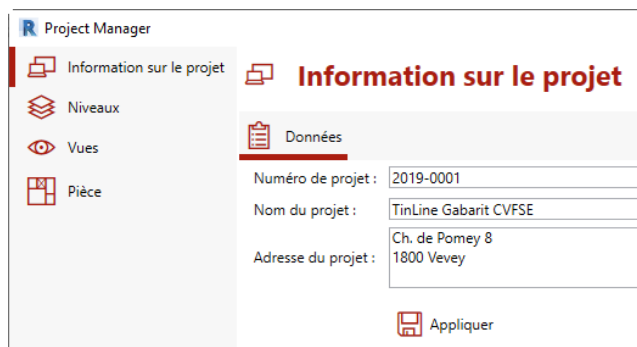 Project Manager
Information sur le projet
Niveaux
Vues
Pièce
Information sur le projet
Données
Numéro de projet : 2019-0001
Nom du projet : TinLine Gabarit CVFSE
Adresse du projet : Ch. de Pomey 8
1800 Vevey
Appliquer